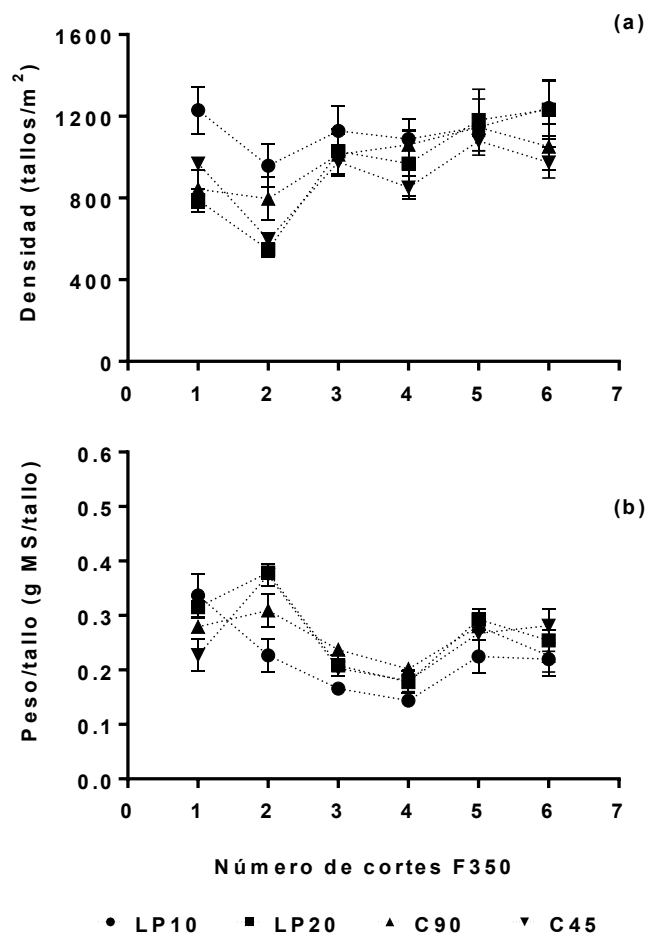 (a)
Densidad (tallos/m²)
1600
1200
800
400
0
0 1 2 3 4 5 6 7
(b)
Peso/tallo (g MS/tallo)
0.6
0.5
0.4
0.3
0.2
0.1
0.0
0 1 2 3 4 5 6 7
Número de cortes F350
LP10 LP20 C90 C45